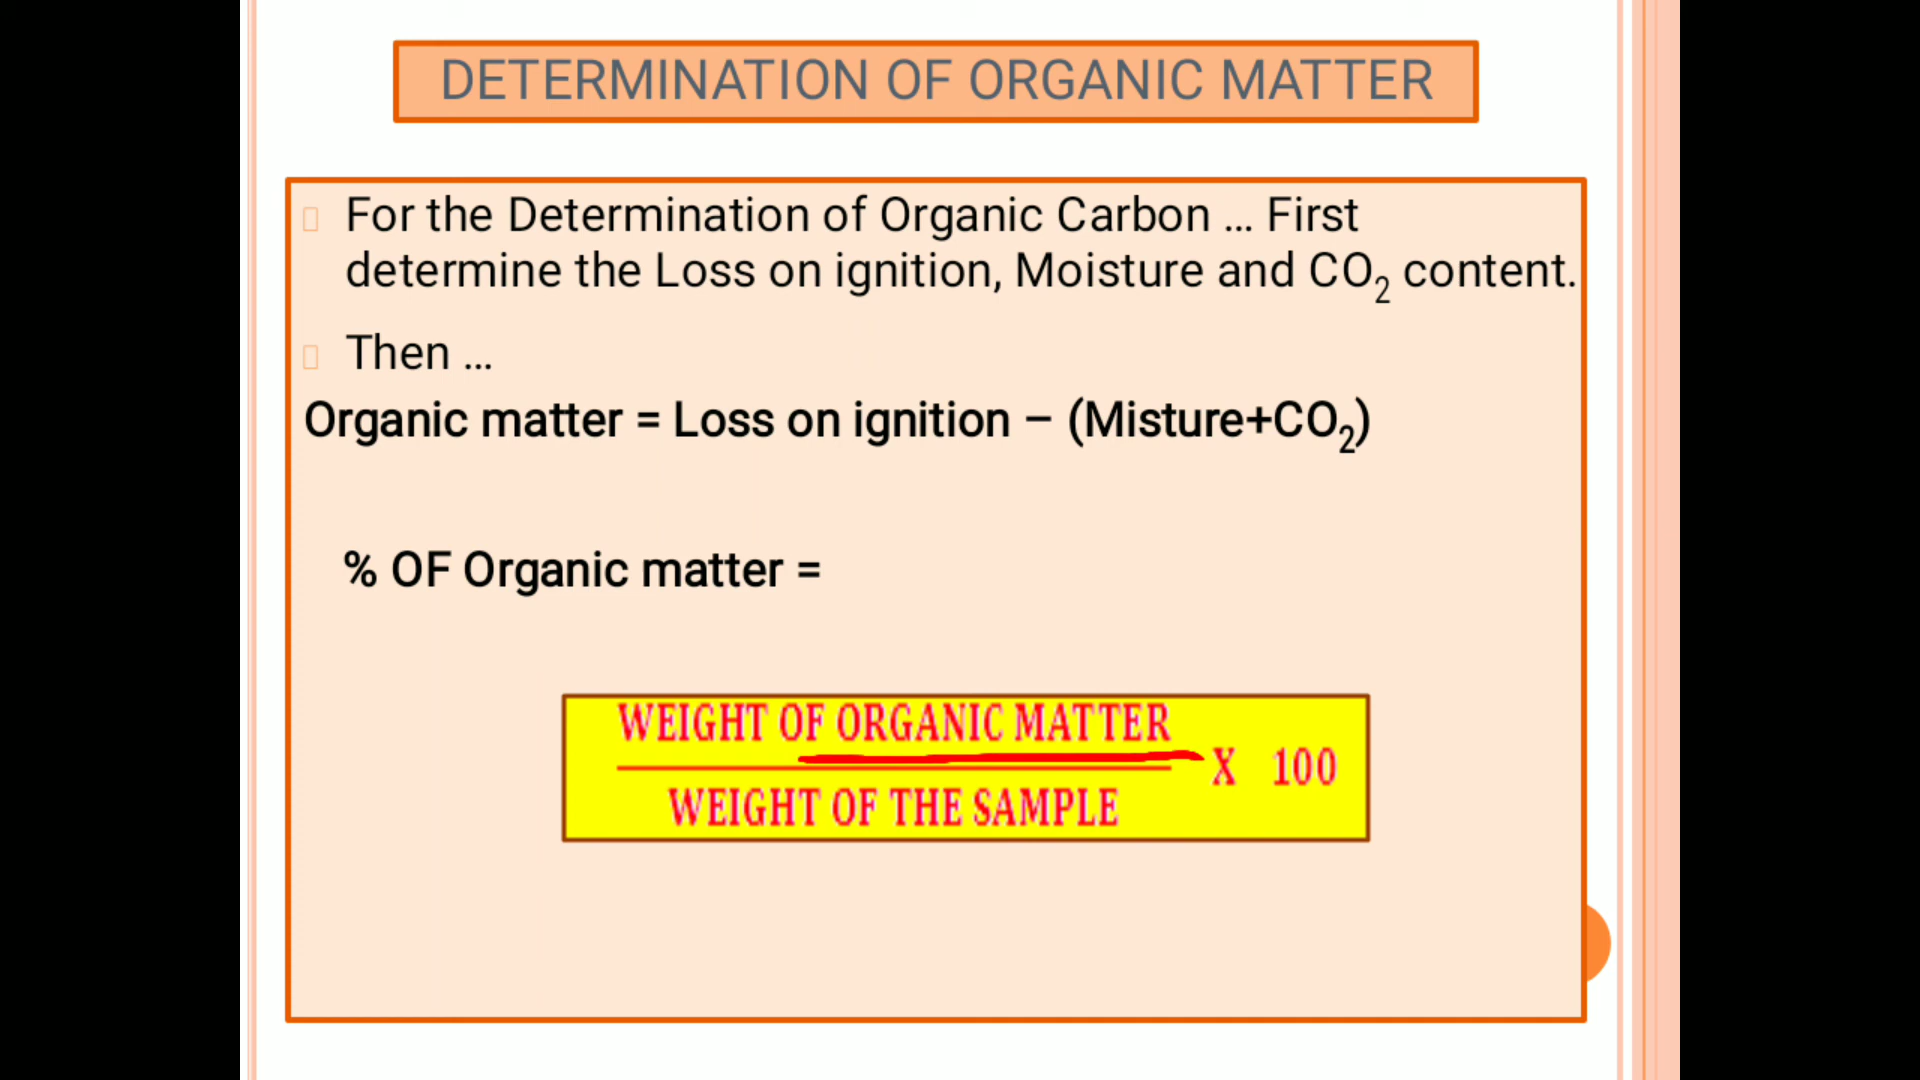 DETERMINATION OF ORGANIC MATTER
For the Determination of Organic Carbon ... First
determine the Loss on ignition, Moisture and CO₂ content.
Then ...
Organic matter = Loss on ignition – (Misture+CO₂)
% OF Organic matter =
WEIGHT OF ORGANIC MATTER
X 100
WEIGHT OF THE SAMPLE